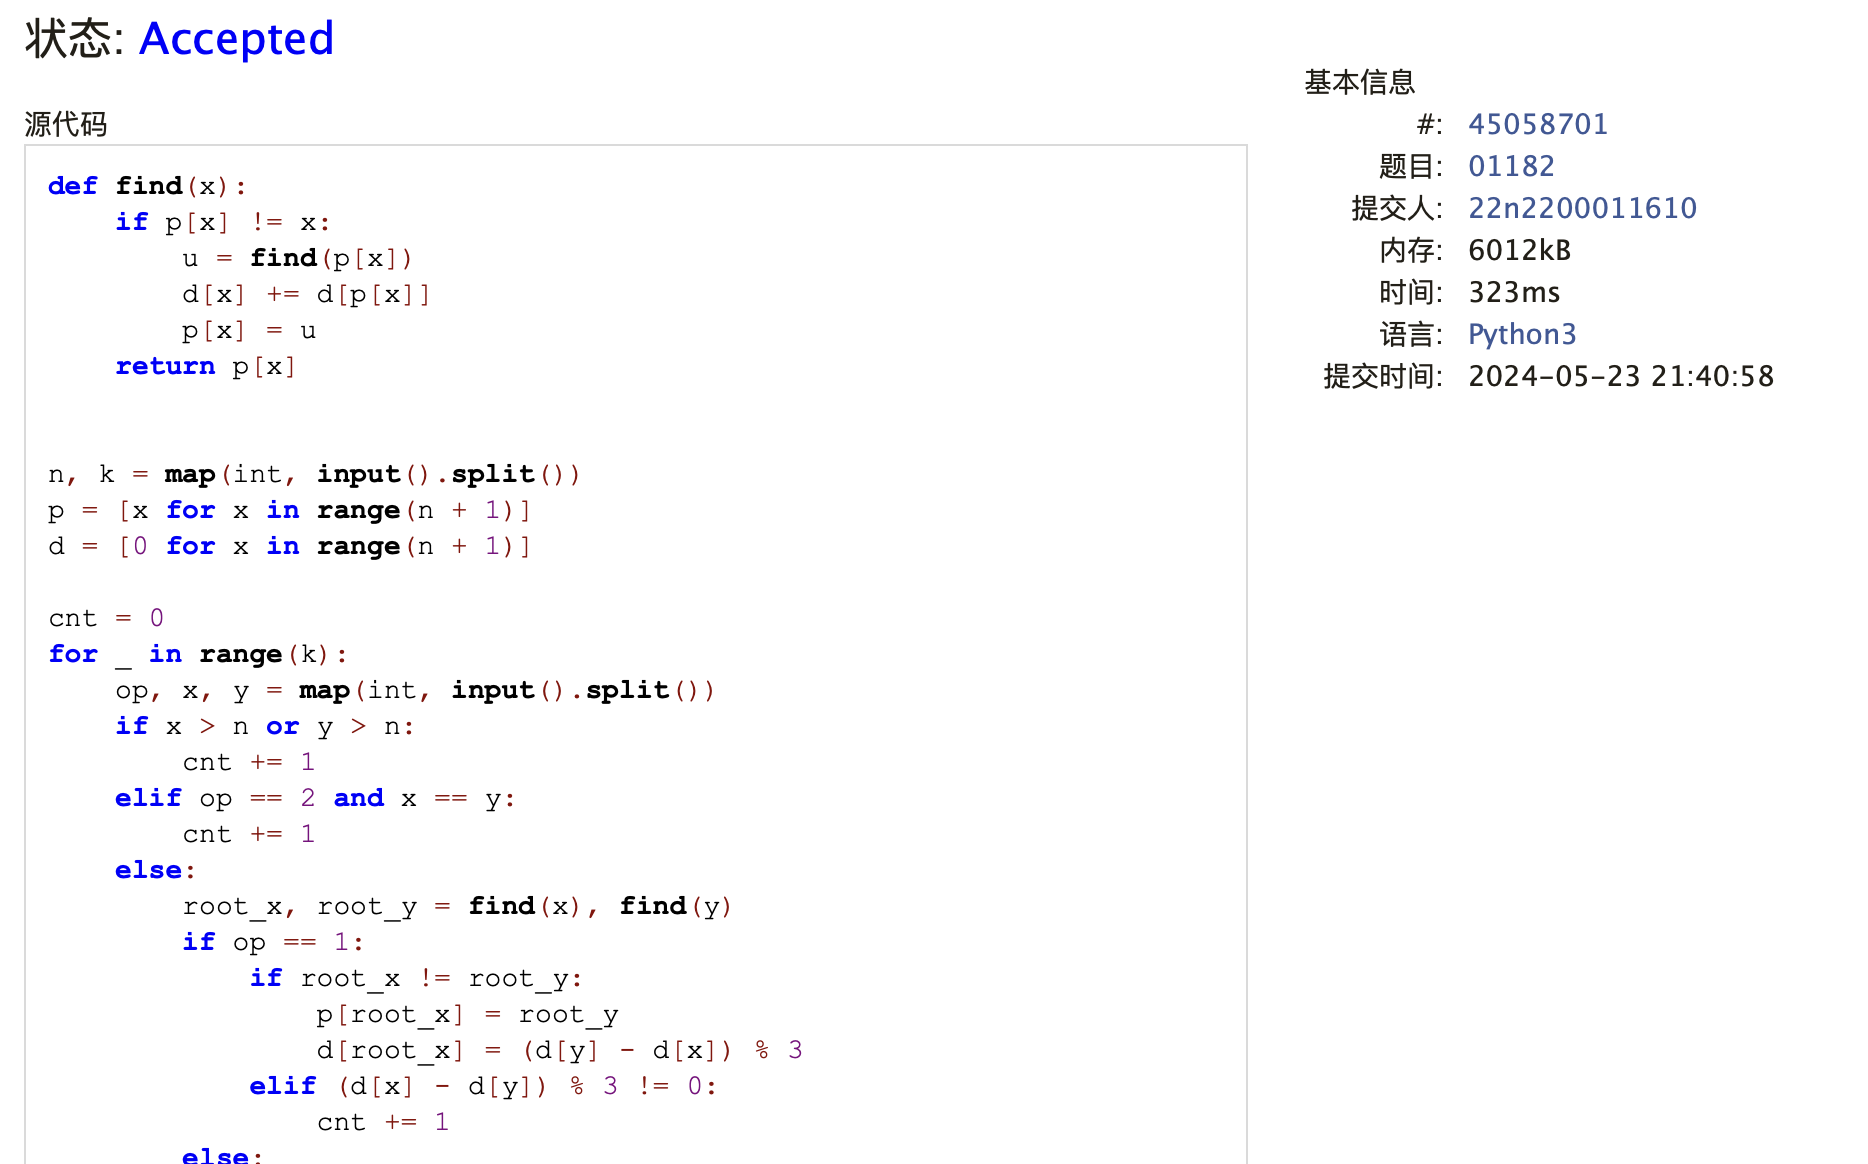 状态: Accepted
源代码
def find(x):
    if p[x] != x:
        u = find(p[x])
        d[x] += d[p[x]]
        p[x] = u
    return p[x]
n, k = map(int, input().split())
p = [x for x in range(n + 1)]
d = [0 for x in range(n + 1)]
cnt = 0
for _ in range(k):
    op, x, y = map(int, input().split())
    if x > n or y > n:
        cnt += 1
    elif op == 2 and x == y:
        cnt += 1
    else:
        root_x, root_y = find(x), find(y)
        if op == 1:
            if root_x != root_y:
                p[root_x] = root_y
                d[root_x] = (d[y] - d[x]) % 3
            elif (d[x] - d[y]) % 3 != 0:
                cnt += 1
        else:
基本信息
#: 45058701
题目: 01182
提交人: 22n2200011610
内存: 6012kB
时间: 323ms
语言: Python3
提交时间: 2024-05-23 21:40:58